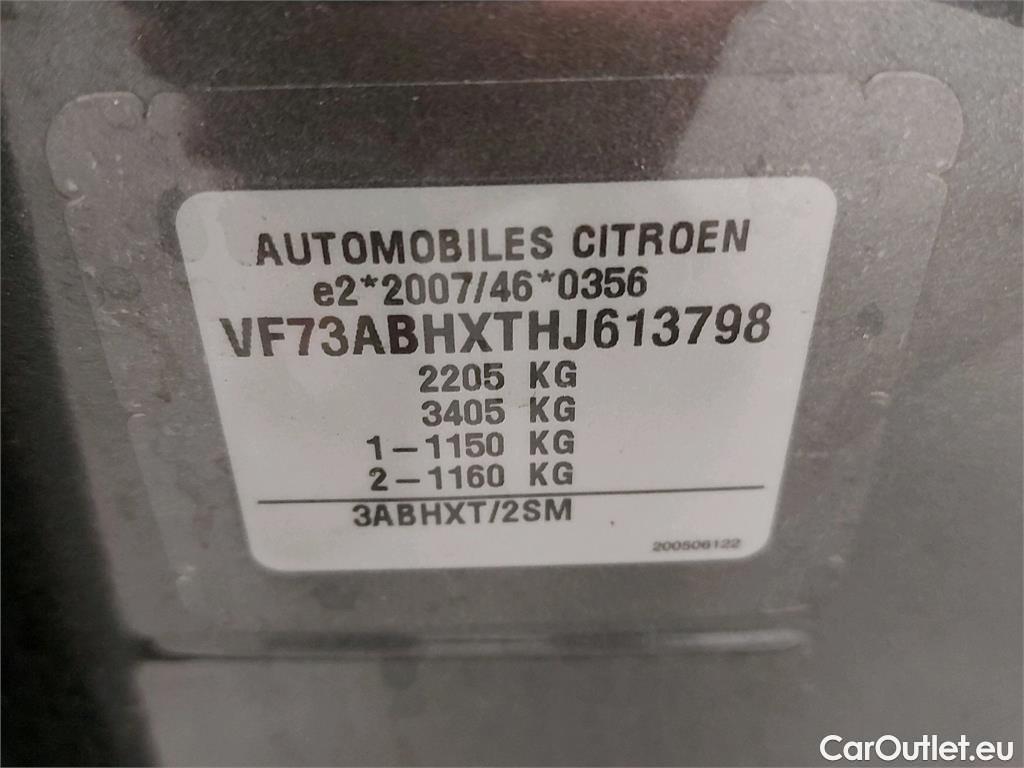 AUTOMOBILES CITROEN
e2*2007/46*0356
VF73ABHXTHJ613798
2205 KG
3405 KG
1-1150 KG
2-1160 KG
3ABHXT/2SM
200506122
CarOutlet.eu